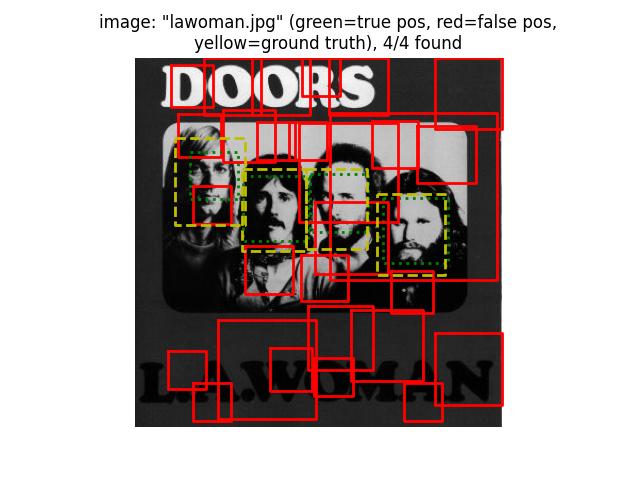 image: "lawoman.jpg" (green=true pos, red=false pos,
yellow=ground truth), 4/4 found
DOORS
L.A.WOMAN